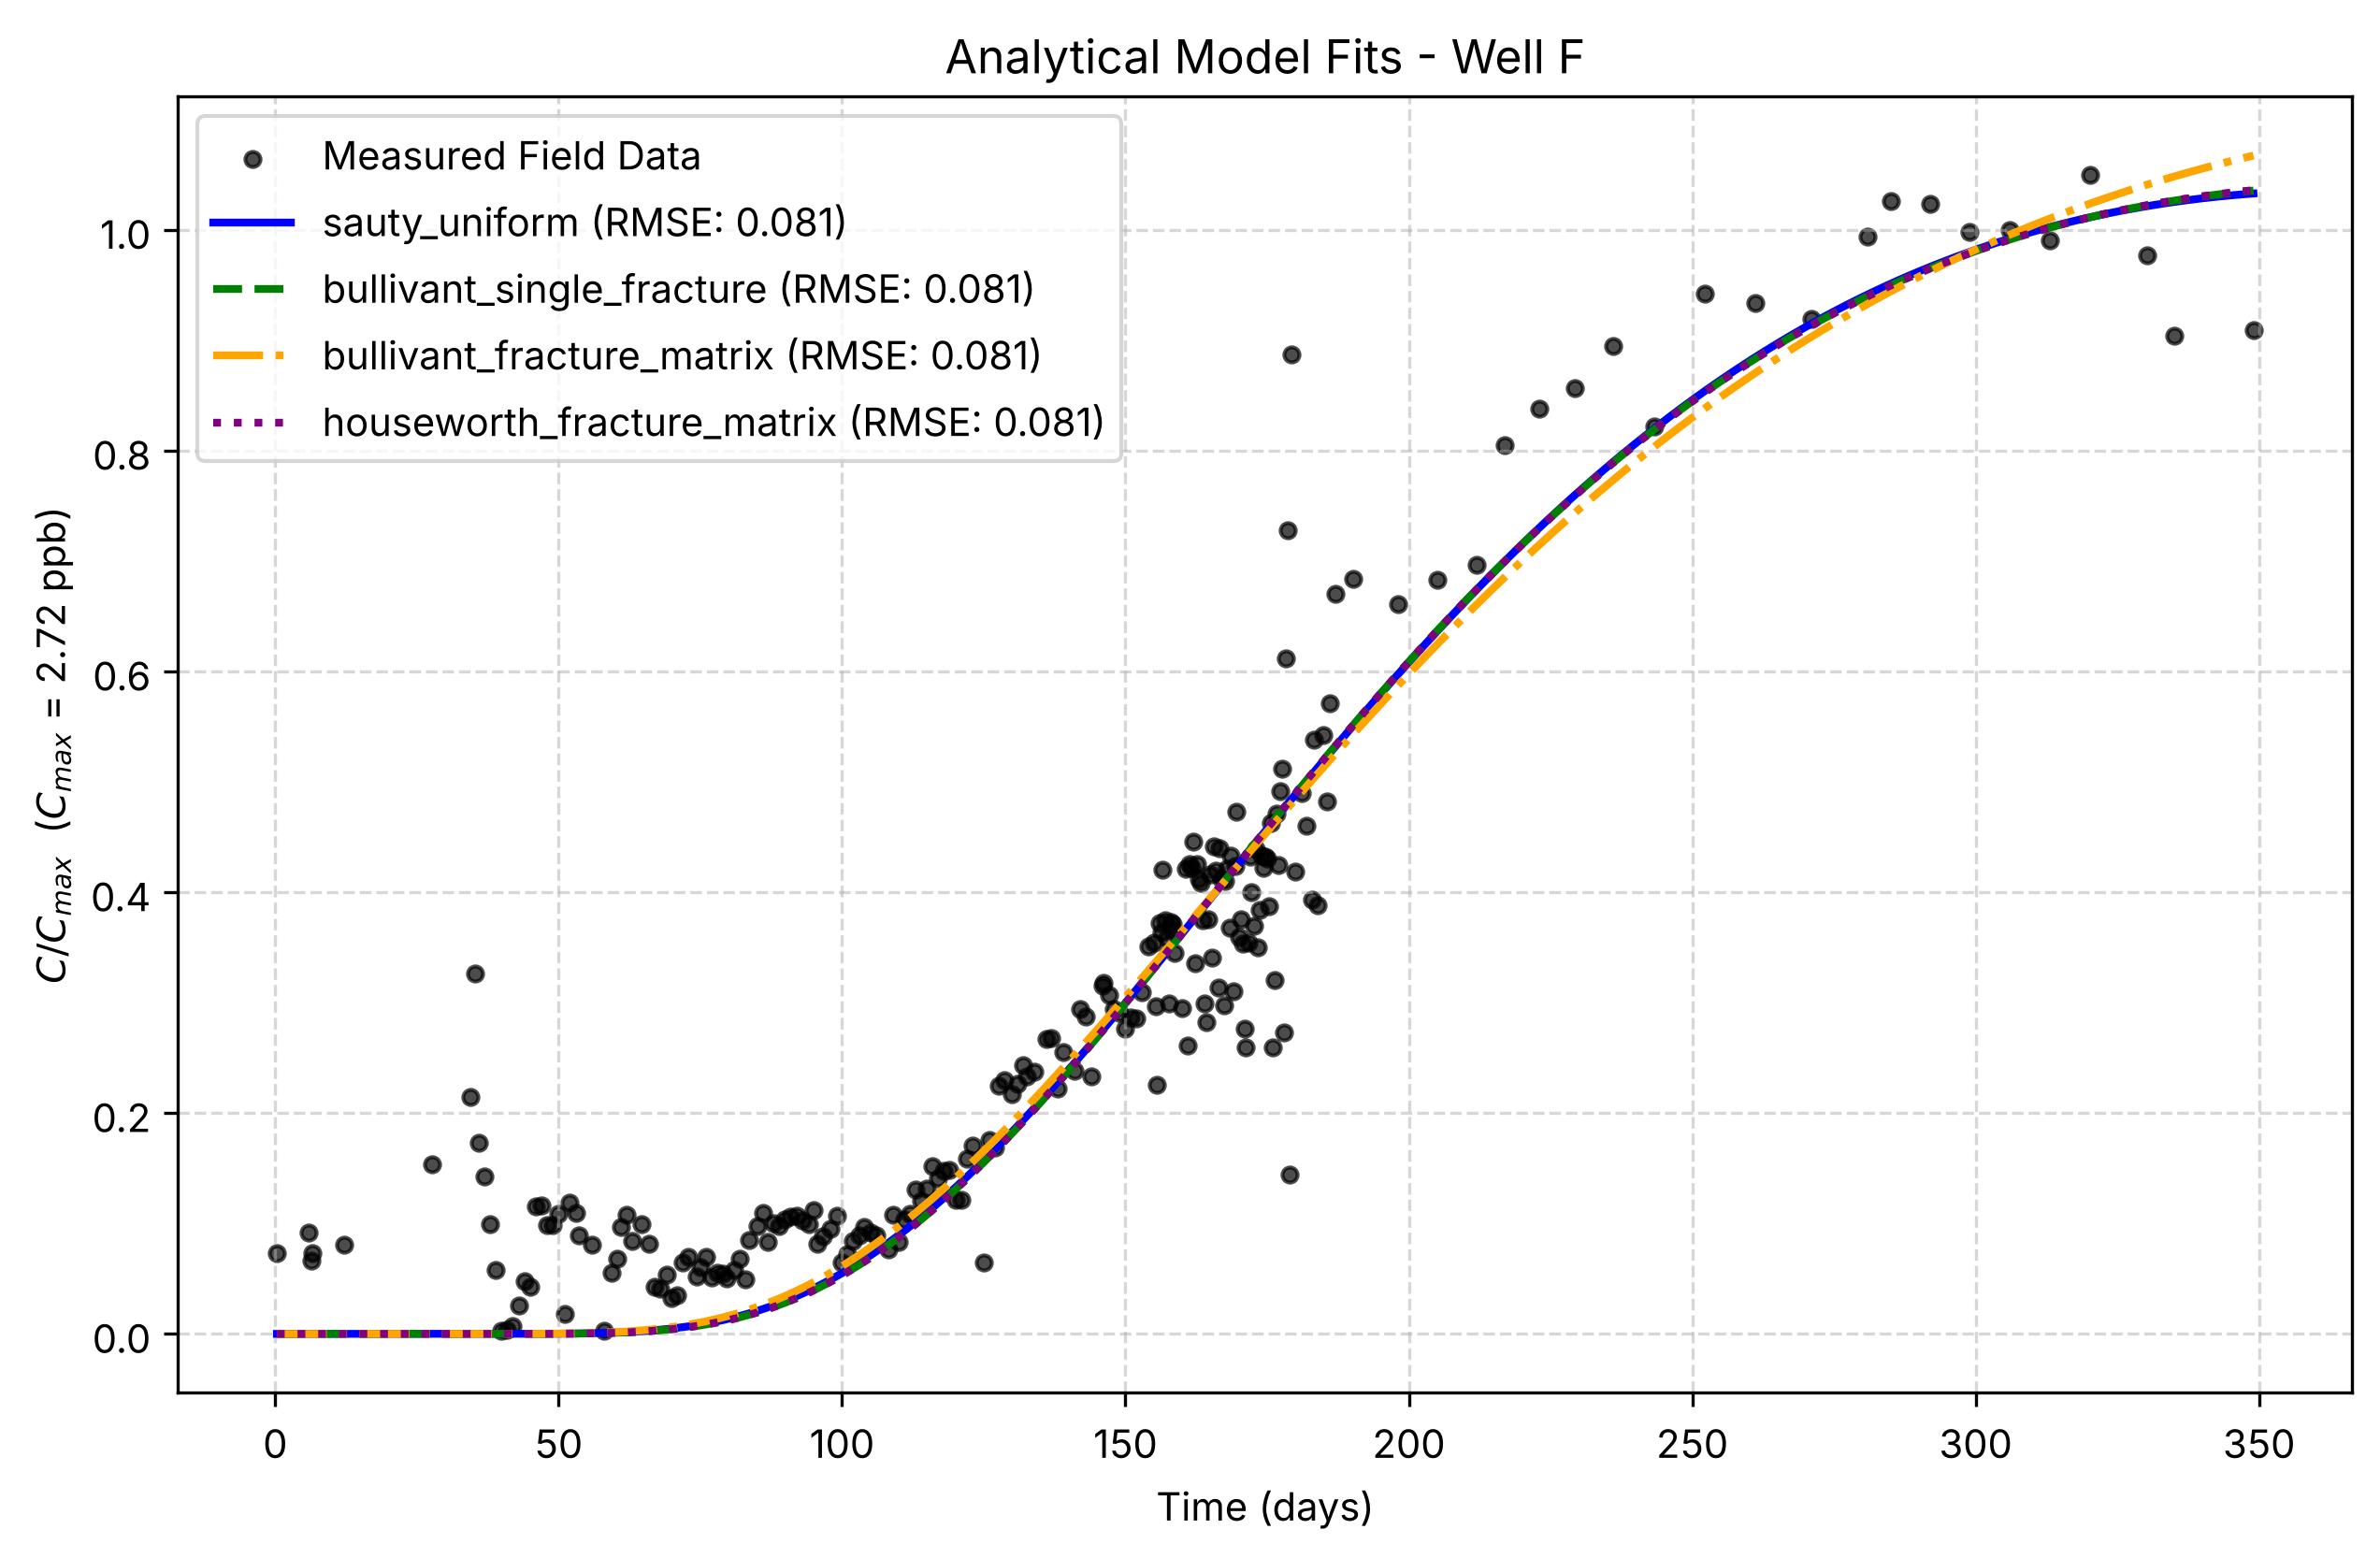 Analytical Model Fits - Well F
Measured Field Data
sauty_uniform (RMSE: 0.081)
bullivant_single_fracture (RMSE: 0.081)
bullivant_fracture_matrix (RMSE: 0.081)
houseworth_fracture_matrix (RMSE: 0.081)
C/Cmax (Cmax = 2.72 ppb)
1.0
0.8
0.6
0.4
0.2
0.0
0 50 100 150 200 250 300 350
Time (days)